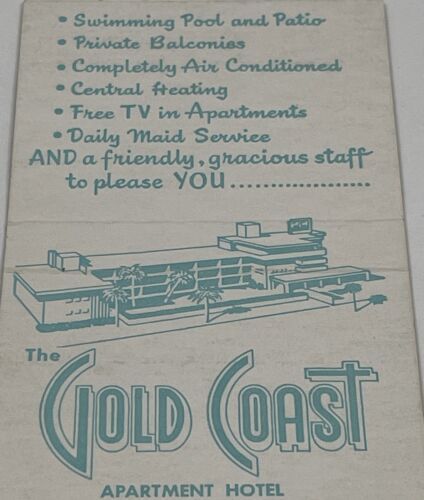 • Swimming Pool and Patio
• Private Balconies
• Completely Air Conditioned
• Central Heating
• Free TV in Apartments
• Daily Maid Service
AND a friendly, gracious staff
to please YOU...................
The
GOLD COAST
APARTMENT HOTEL